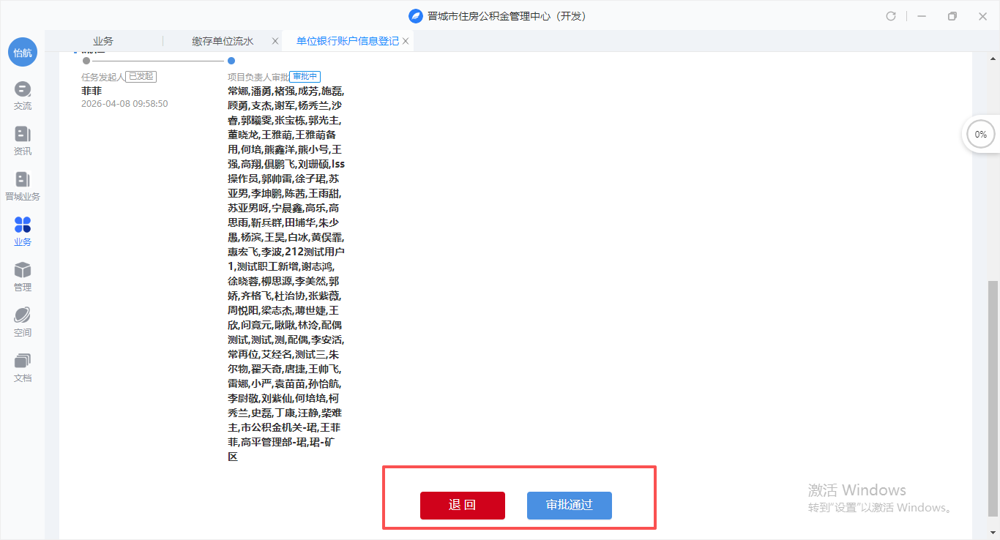 晋城市住房公积金管理中心（开发）
业务
缴存单位流水
单位银行账户信息登记
怡航
交流
资讯
晋城业务
业务
管理
空间
文档
任务发起人 已发起
菲菲
2026-04-08 09:58:50
项目负责人审批 审批中
常娜,潘勇,褚强,成芳,施磊,
顾勇,支杰,谢军,杨秀兰,沙
睿,郭曦雯,张宝栋,郭光主,
董晓龙,王雅萌,王雅萌备
用,何培,熊鑫洋,熊小号,王
强,高翔,俱鹏飞,刘珊硕,lss
操作员,郭帅雷,徐子珺,苏
亚男,李坤鹏,陈茜,王雨甜,
苏亚男呀,宁晨鑫,高乐,高
思雨,靳兵群,田埔华,朱少
愚,杨滨,王昊,白冰,黄俣霏,
惠宏飞,李波,212测试用户
1,测试职工新增,谢志鸿,
徐晓蓉,柳思源,李美然,郭
娇,齐格飞,杜治协,张紫薇,
周悦阳,梁志杰,薄世婕,王
欣,问竟元,啾啾,林泠,配偶
测试,测试,测,配偶,李安活,
常再位,艾经名,测试三,朱
尔物,翟天奇,唐捷,王帅飞,
雷娜,小严,袁苗苗,孙怡航,
李尉敬,刘紫仙,何培培,柯
秀兰,史磊,丁康,汪静,柴难
主,市公积金机关-珺,王菲
菲,高平管理部-珺,珺-矿
区
0%
退 回
审批通过
激活 Windows
转到"设置"以激活 Windows。